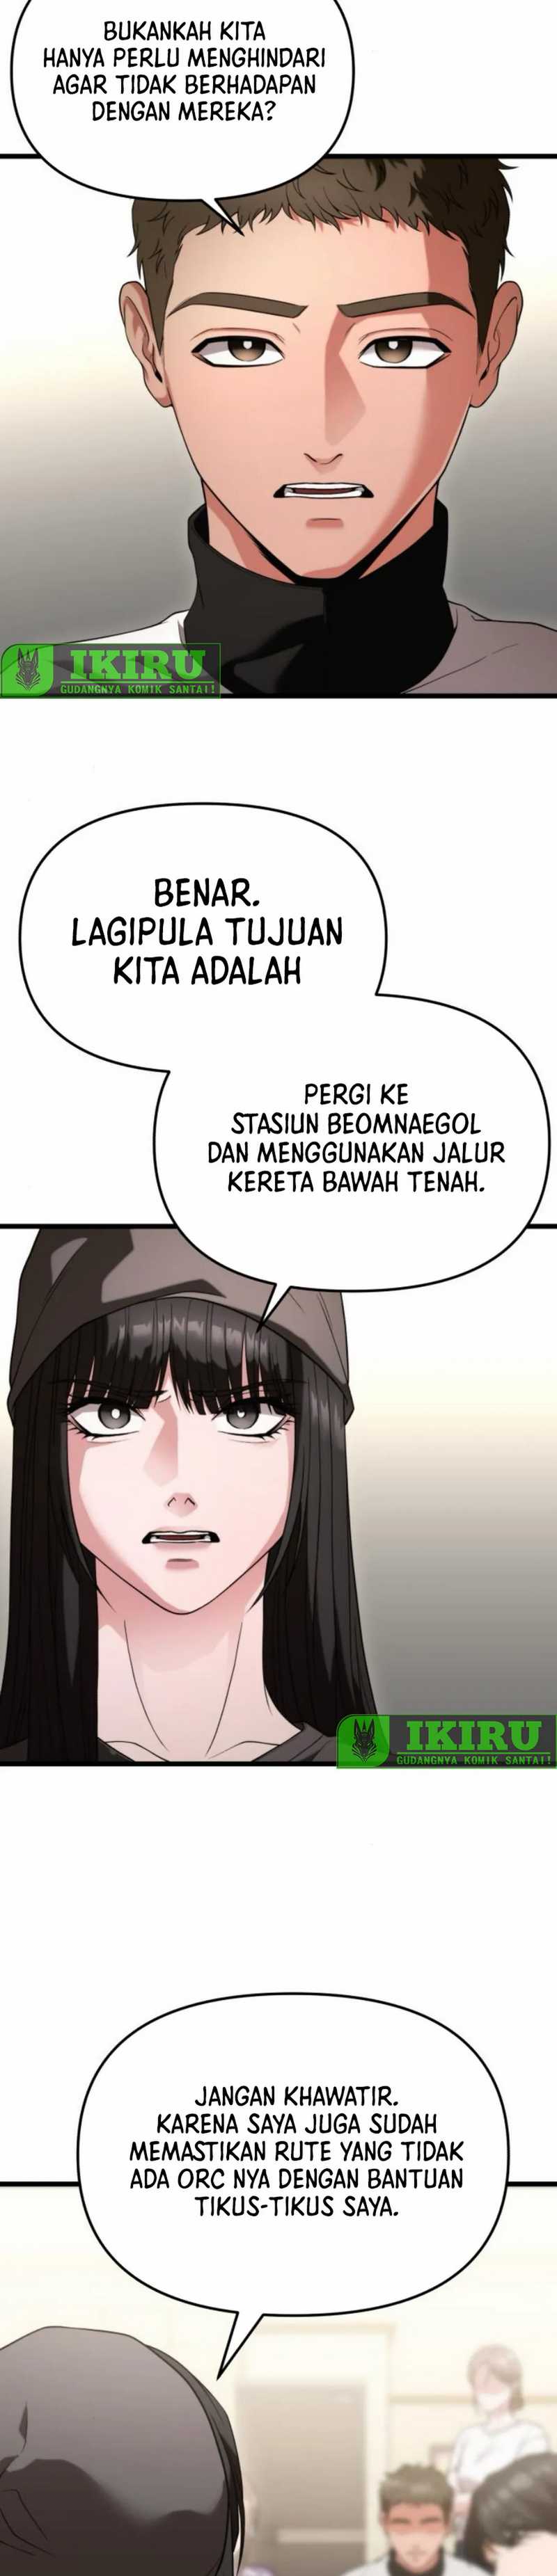 BUKANKAH KITA
HANYA PERLU MENGHINDARI
AGAR TIDAK BERHADAPAN
DENGAN MEREKA?
IKIRU
GUDANGNYA KOMIK SANTAI!
BENAR.
LAGIPULA TUJUAN
KITA ADALAH
PERGI KE
STASIUN BEOMNAEGOL
DAN MENGGUNAKAN JALUR
KERETA BAWAH TENAH.
IKIRU
GUDANGNYA KOMIK SANTAI!
JANGAN KHAWATIR.
KARENA SAYA JUGA SUDAH
MEMASTIKAN RUTE YANG TIDAK
ADA ORC NYA DENGAN BANTUAN
TIKUS-TIKUS SAYA.